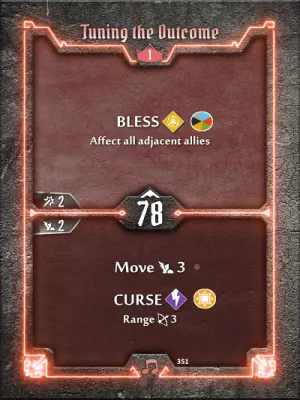 Tuning the Outcome
1
BLESS
Affect all adjacent allies
2
78
2
Move 3
CURSE
Range 3
351